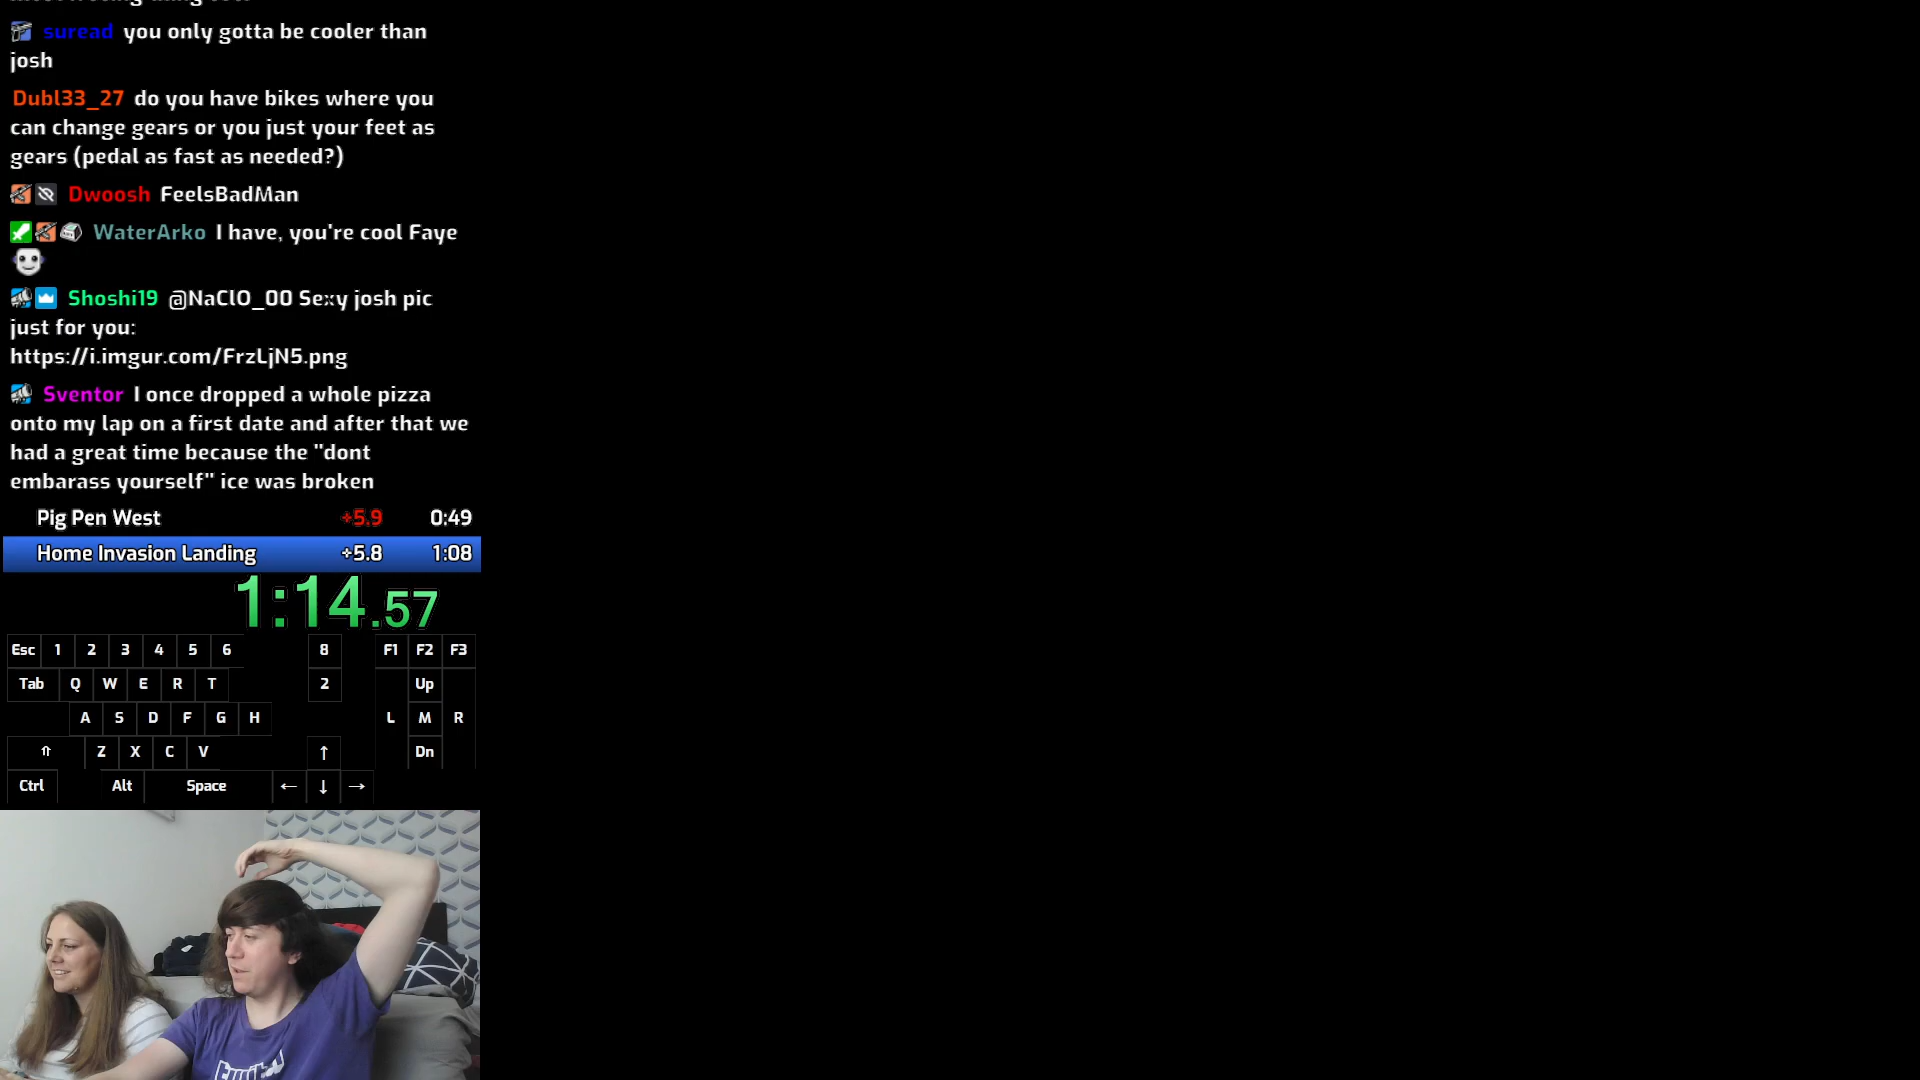 suread you only gotta be cooler than
josh
Dubl33_27 do you have bikes where you
can change gears or you just your feet as
gears (pedal as fast as needed?)
Dwoosh FeelsBadMan
WaterArko I have, you're cool Faye
Shoshi19 @NaClO_00 Sexy josh pic
just for you:
https://i.imgur.com/FrzLjN5.png
Sventor I once dropped a whole pizza
onto my lap on a first date and after that we
had a great time because the "dont
embarass yourself" ice was broken
Pig Pen West +5.9 0:49
Home Invasion Landing +5.8 1:08
1:14.57
Esc 1 2 3 4 5 6 8 F1 F2 F3
Tab Q W E R T 2 Up
A S D F G H L M R
⇧ Z X C V ↑ Dn
Ctrl Alt Space ← ↓ →